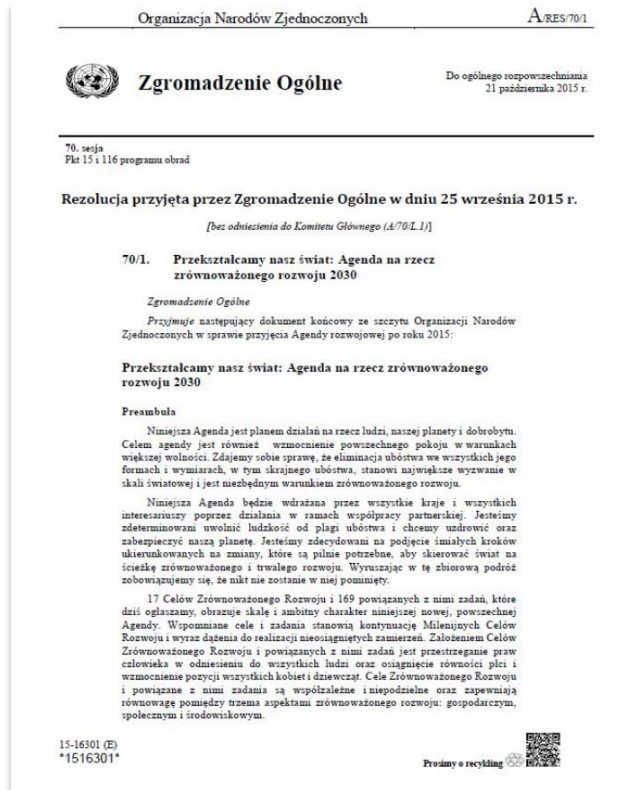 Organizacja Narodów Zjednoczonych A/RES/70/1
Zgromadzenie Ogólne
Do ogólnego rozpowszechniania
21 października 2015 r.
70. sesja
Pkt 15 i 116 programu obrad
Rezolucja przyjęta przez Zgromadzenie Ogólne w dniu 25 września 2015 r.
[bez odniesienia do Komitetu Głównego (A/70/L.1)]
70/1. Przekształcamy nasz świat: Agenda na rzecz
zrównoważonego rozwoju 2030
Zgromadzenie Ogólne
Przyjmuje następujący dokument końcowy ze szczytu Organizacji Narodów
Zjednoczonych w sprawie przyjęcia Agendy rozwojowej po roku 2015:
Przekształcamy nasz świat: Agenda na rzecz zrównoważonego
rozwoju 2030
Preambuła
Niniejsza Agenda jest planem działań na rzecz ludzi, naszej planety i dobrobytu.
Celem agendy jest również wzmocnienie powszechnego pokoju w warunkach
większej wolności. Zdajemy sobie sprawę, że eliminacja ubóstwa we wszystkich jego
formach i wymiarach, w tym skrajnego ubóstwa, stanowi największe wyzwanie w
skali światowej i jest niezbędnym warunkiem zrównoważonego rozwoju.
Niniejsza Agenda będzie wdrażana przez wszystkie kraje i wszystkich
interesariuszy poprzez działania w ramach współpracy partnerskiej. Jesteśmy
zdeterminowani uwolnić ludzkość od plagi ubóstwa i chcemy uzdrowić oraz
zabezpieczyć naszą planetę. Jesteśmy zdecydowani na podjęcie śmiałych kroków
ukierunkowanych na zmiany, które są pilnie potrzebne, aby skierować świat na
ścieżkę zrównoważonego i trwałego rozwoju. Wyruszając w tę zbiorową podróż
zobowiązujemy się, że nikt nie zostanie w niej pominięty.
17 Celów Zrównoważonego Rozwoju i 169 powiązanych z nimi zadań, które
dziś ogłaszamy, obrazuje skalę i ambitny charakter niniejszej nowej, powszechnej
Agendy. Wspomniane cele i zadania stanowią kontynuację Milenijnych Celów
Rozwoju i wyraz dążenia do realizacji nieosiągniętych zamierzeń. Założeniem Celów
Zrównoważonego Rozwoju i powiązanych z nimi zadań jest przestrzeganie praw
człowieka w odniesieniu do wszystkich ludzi oraz osiągnięcie równości płci i
wzmocnienie pozycji wszystkich kobiet i dziewcząt. Cele Zrównoważonego Rozwoju
i powiązane z nimi zadania są współzależne i niepodzielne oraz zapewniają
równowagę pomiędzy trzema aspektami zrównoważonego rozwoju: gospodarczym,
społecznym i środowiskowym.
15-16301 (E)
*1516301*
Prosimy o recykling